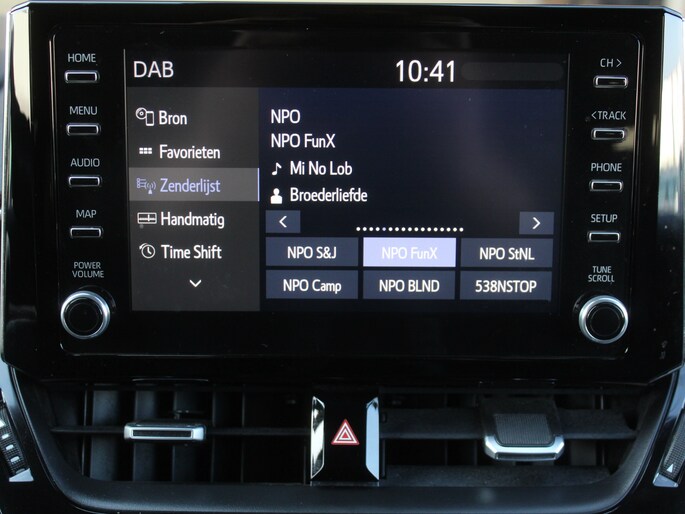 HOME
MENU
AUDIO
MAP
POWER
VOLUME
DAB
10:41
Bron
Favorieten
Zenderlijst
Handmatig
Time Shift
NPO
NPO FunX
Mi No Lob
Broederliefde
< >
NPO S&J NPO FunX NPO StNL
NPO Camp NPO BLND 538NSTOP
CH >
< TRACK
PHONE
SETUP
TUNE
SCROLL